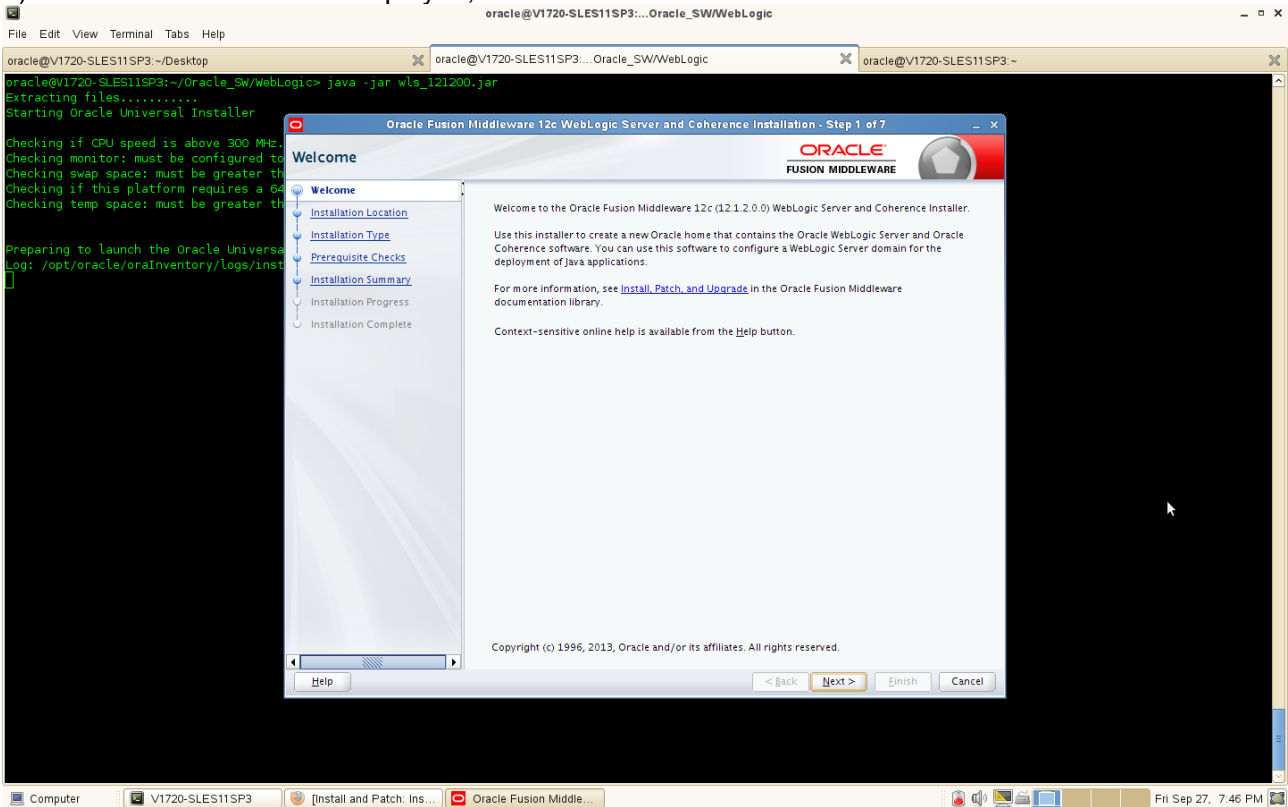 oracle@V1720-SLES11SP3:...Oracle_SW/WebLogic
File Edit View Terminal Tabs Help
oracle@V1720-SLES11SP3:~/Desktop
oracle@V1720-SLES11SP3:...Oracle_SW/WebLogic
oracle@V1720-SLES11SP3:~
oracle@V1720-SLES11SP3:~/Oracle_SW/WebLogic> java -jar wls_121200.jar
Extracting files...........
Starting Oracle Universal Installer
Checking if CPU speed is above 300 MHz.
Checking monitor: must be configured to
Checking swap space: must be greater th
Checking if this platform requires a 64
Checking temp space: must be greater th
Preparing to launch the Oracle Universa
Log: /opt/oracle/oraInventory/logs/inst
Oracle Fusion Middleware 12c WebLogic Server and Coherence Installation - Step 1 of 7
Welcome
ORACLE
FUSION MIDDLEWARE
Welcome
Installation Location
Installation Type
Prerequisite Checks
Installation Summary
Installation Progress
Installation Complete
Welcome to the Oracle Fusion Middleware 12c (12.1.2.0.0) WebLogic Server and Coherence Installer.
Use this installer to create a new Oracle home that contains the Oracle WebLogic Server and Oracle
Coherence software. You can use this software to configure a WebLogic Server domain for the
deployment of Java applications.
For more information, see Install, Patch, and Upgrade in the Oracle Fusion Middleware
documentation library.
Context-sensitive online help is available from the Help button.
Copyright (c) 1996, 2013, Oracle and/or its affiliates. All rights reserved.
Help
< Back
Next >
Finish
Cancel
Computer
V1720-SLES11SP3
[Install and Patch: Ins...
Oracle Fusion Middle...
Fri Sep 27, 7:46 PM